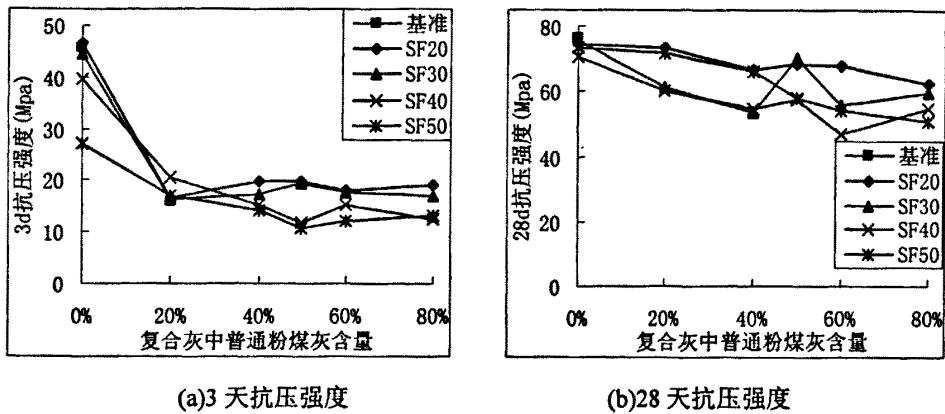 3d抗压强度(Mpa)
50
40
30
20
10
0
0%
20%
40%
60%
80%
复合灰中普通粉煤灰含量
基准
SF20
SF30
SF40
SF50
(a)3 天抗压强度
28d抗压强度(Mpa)
80
60
40
20
0
0%
20%
40%
60%
80%
复合灰中普通粉煤灰含量
基准
SF20
SF30
SF40
SF50
(b)28 天抗压强度